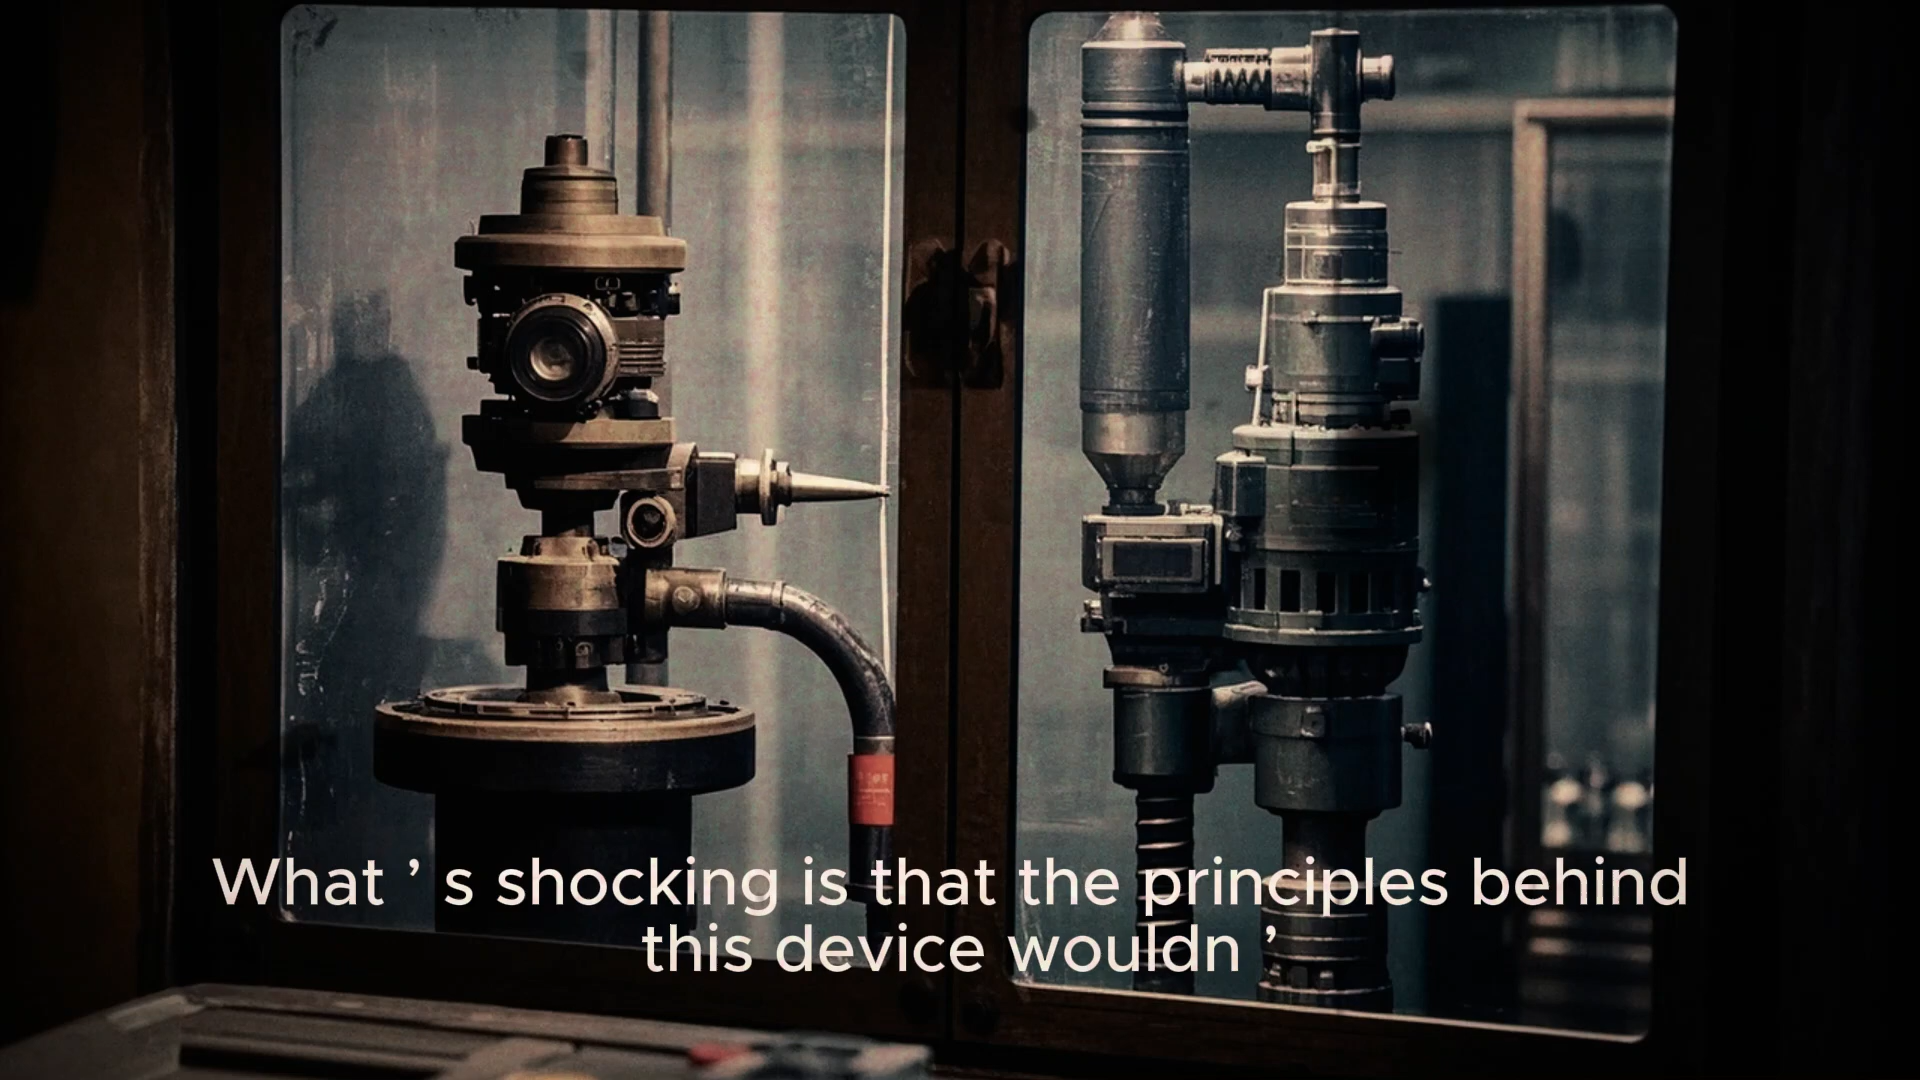 What ’ s shocking is that the principles behind
this device wouldn ’